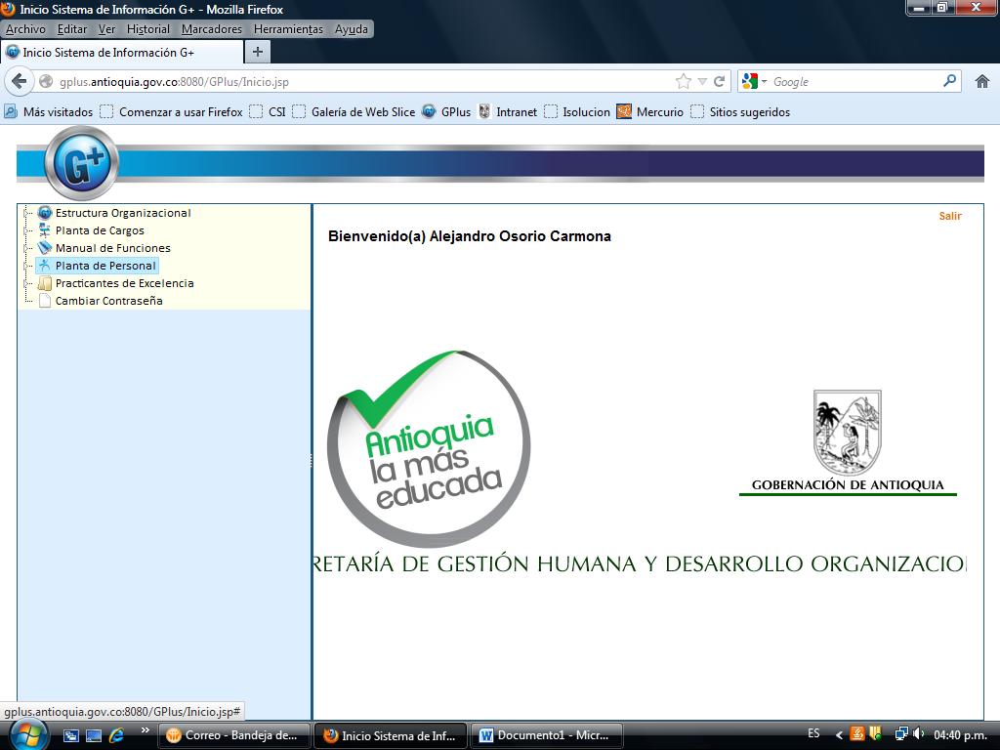 Inicio Sistema de Información G+ - Mozilla Firefox
Archivo Editar Ver Historial Marcadores Herramientas Ayuda
Inicio Sistema de Información G+
gplus.antioquia.gov.co:8080/GPlus/Inicio.jsp
Google
Más visitados Comenzar a usar Firefox CSI Galería de Web Slice GPlus Intranet Isolucion Mercurio Sitios sugeridos
G+
Estructura Organizacional
Planta de Cargos
Manual de Funciones
Planta de Personal
Practicantes de Excelencia
Cambiar Contraseña
Salir
Bienvenido(a) Alejandro Osorio Carmona
Antioquia
la más
educada
GOBERNACIÓN DE ANTIOQUIA
RETARÍA DE GESTIÓN HUMANA Y DESARROLLO ORGANIZACIO
gplus.antioquia.gov.co:8080/GPlus/Inicio.jsp#
Correo - Bandeja de... Inicio Sistema de Inf... Documento1 - Micr... ES 04:40 p.m.